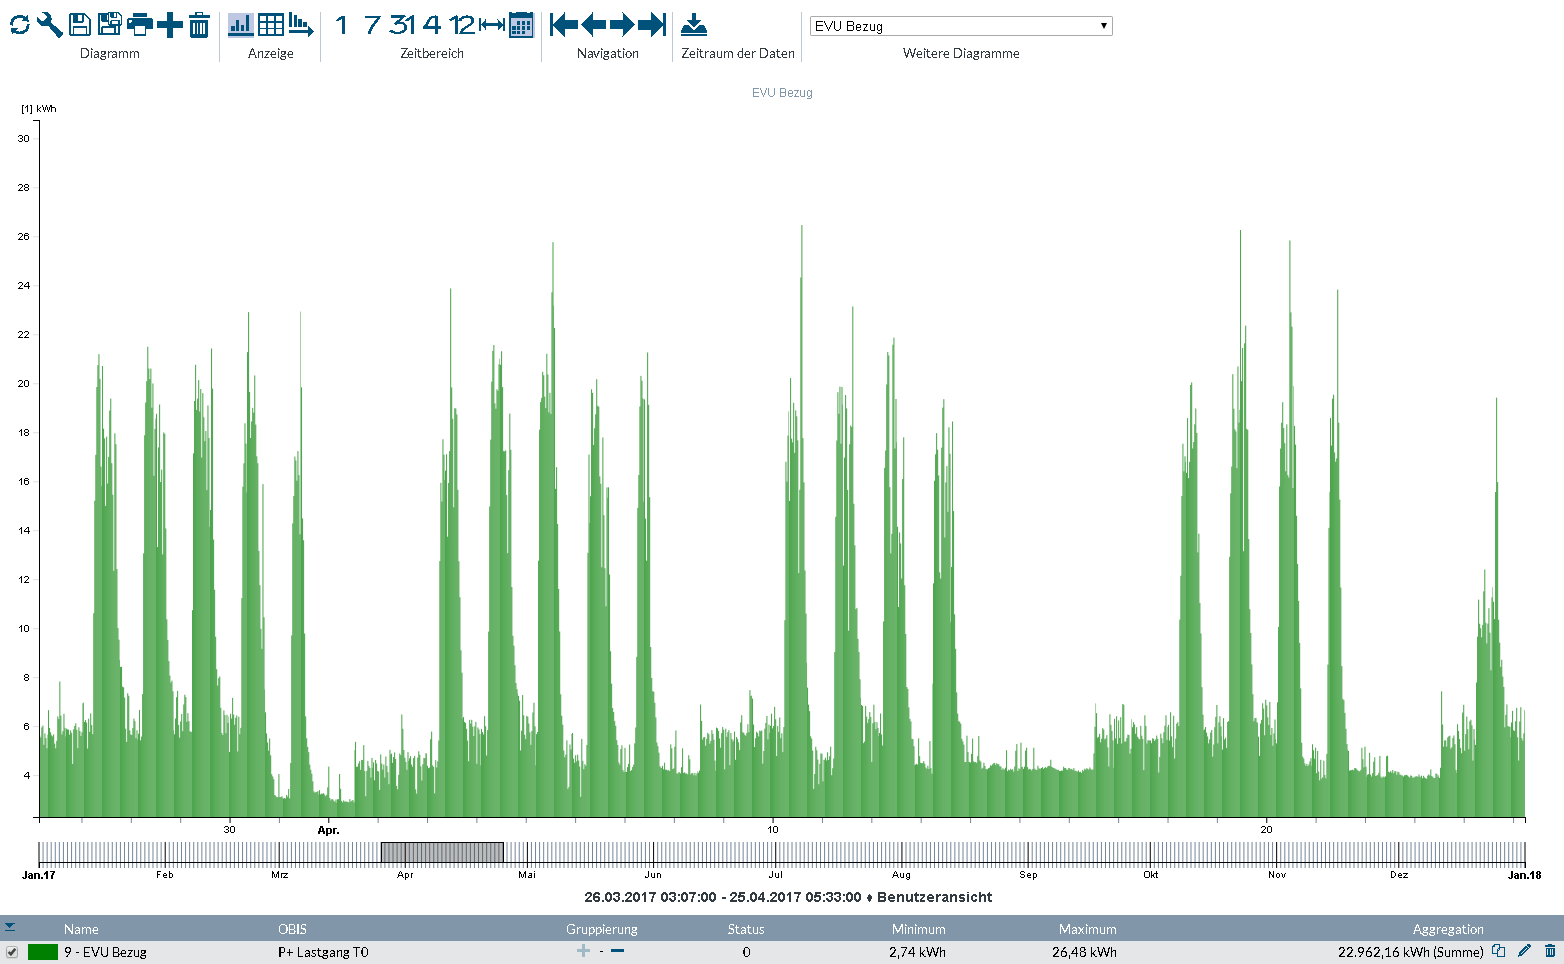 1 7 31 4 12
Diagramm Anzeige Zeitbereich Navigation Zeitraum der Daten Weitere Diagramme
EVU Bezug
EVU Bezug
[1] kWh
30
28
26
24
22
20
18
16
14
12
10
8
6
4
30 Apr. 10 20
Jan.17 Feb Mrz Apr Mai Jun Jul Aug Sep Okt Nov Dez Jan.18
26.03.2017 03:07:00 - 25.04.2017 05:33:00 ♦ Benutzeransicht
Name OBIS Gruppierung Status Minimum Maximum Aggregation
9 - EVU Bezug P+ Lastgang T0 + - − 0 2,74 kWh 26,48 kWh 22.962,16 kWh (Summe)